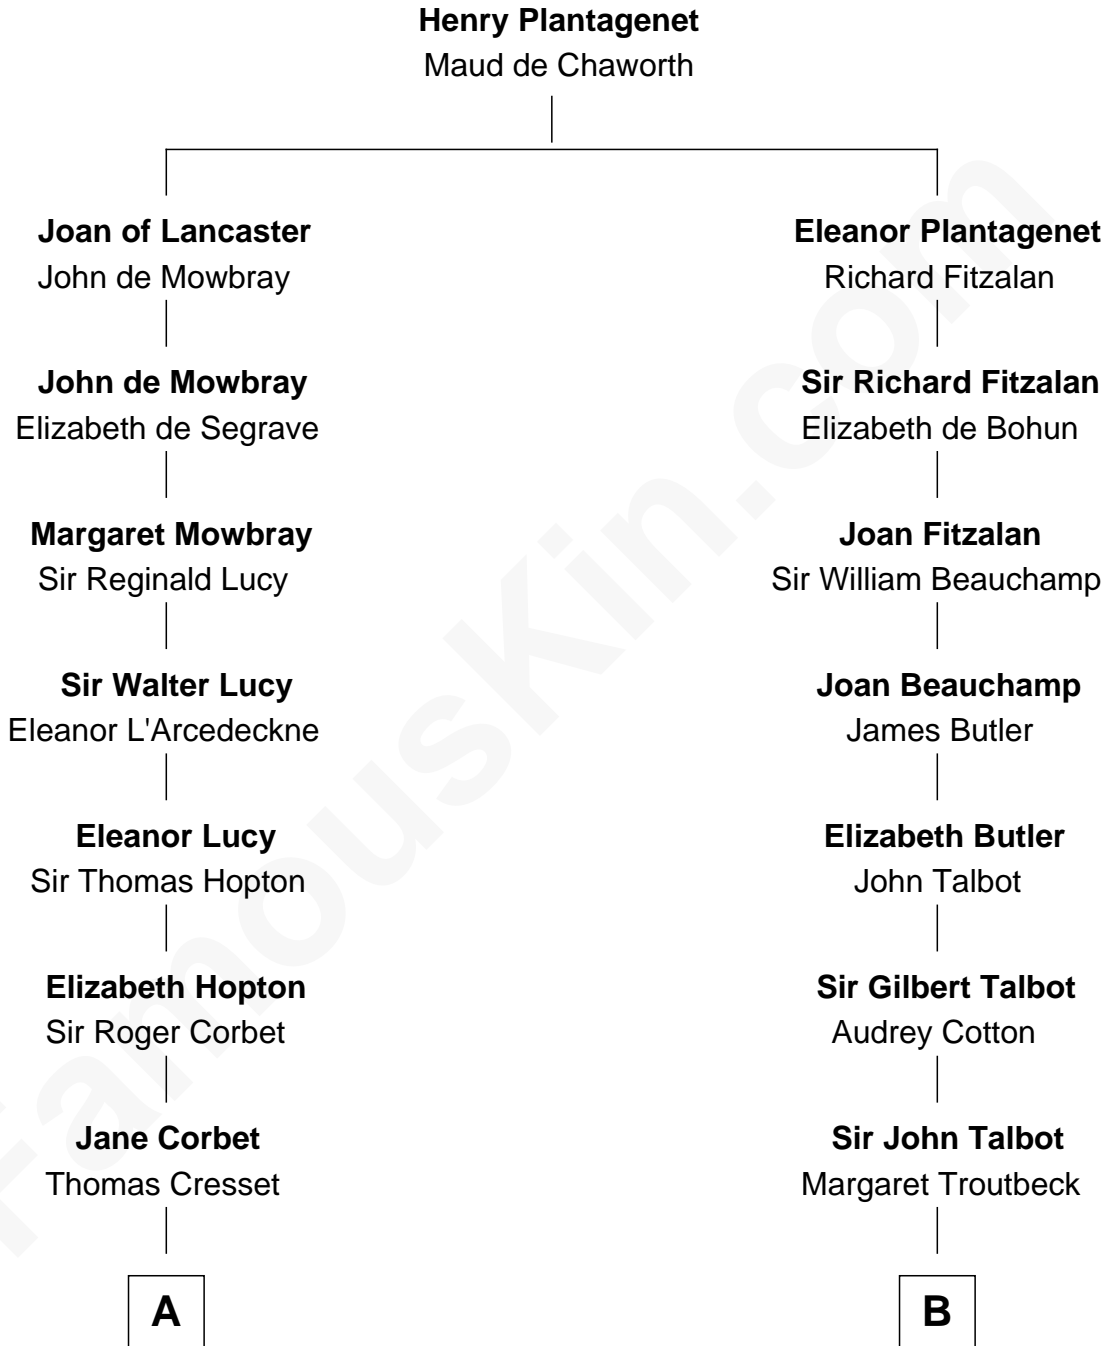 Henry Plantagenet
Maud de Chaworth
Joan of Lancaster
John de Mowbray
Eleanor Plantagenet
Richard Fitzalan
John de Mowbray
Elizabeth de Segrave
Sir Richard Fitzalan
Elizabeth de Bohun
Margaret Mowbray
Sir Reginald Lucy
Joan Fitzalan
Sir William Beauchamp
Sir Walter Lucy
Eleanor L'Arcedeckne
Joan Beauchamp
James Butler
Eleanor Lucy
Sir Thomas Hopton
Elizabeth Butler
John Talbot
Elizabeth Hopton
Sir Roger Corbet
Sir Gilbert Talbot
Audrey Cotton
Jane Corbet
Thomas Cresset
Sir John Talbot
Margaret Troutbeck
A
B
FamousKin.com